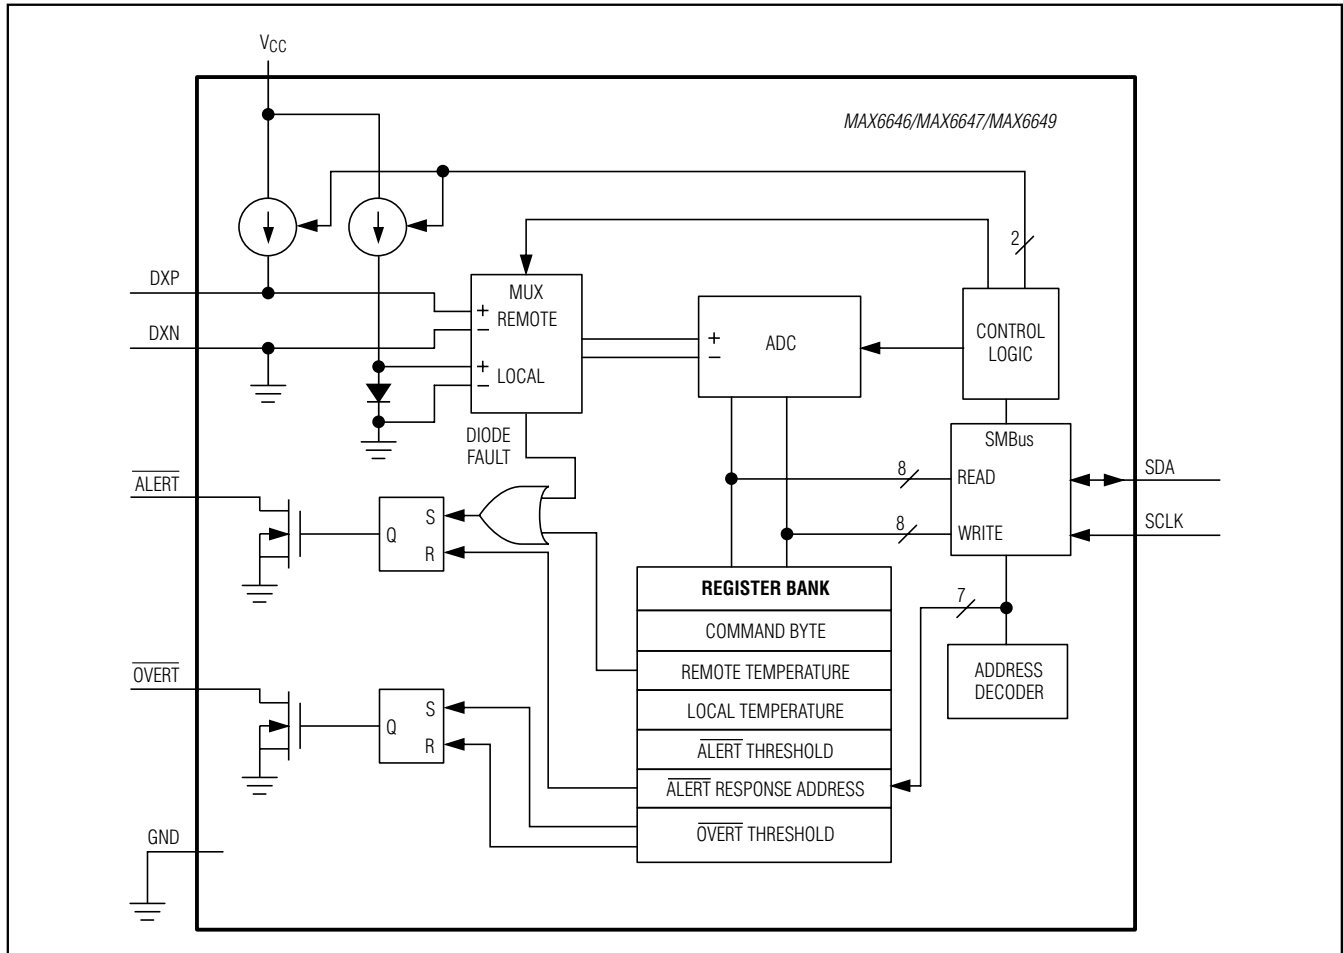 VCC
MAX6646/MAX6647/MAX6649
2
DXP
MUX
+
REMOTE
−
DXN
+
LOCAL
−
+
ADC
−
CONTROL
LOGIC
DIODE
FAULT
SMBus
8
READ
SDA
ALERT
S
Q
R
8
WRITE
SCLK
REGISTER BANK
7
COMMAND BYTE
REMOTE TEMPERATURE
ADDRESS
DECODER
OVERT
S
Q
R
LOCAL TEMPERATURE
ALERT THRESHOLD
ALERT RESPONSE ADDRESS
OVERT THRESHOLD
GND